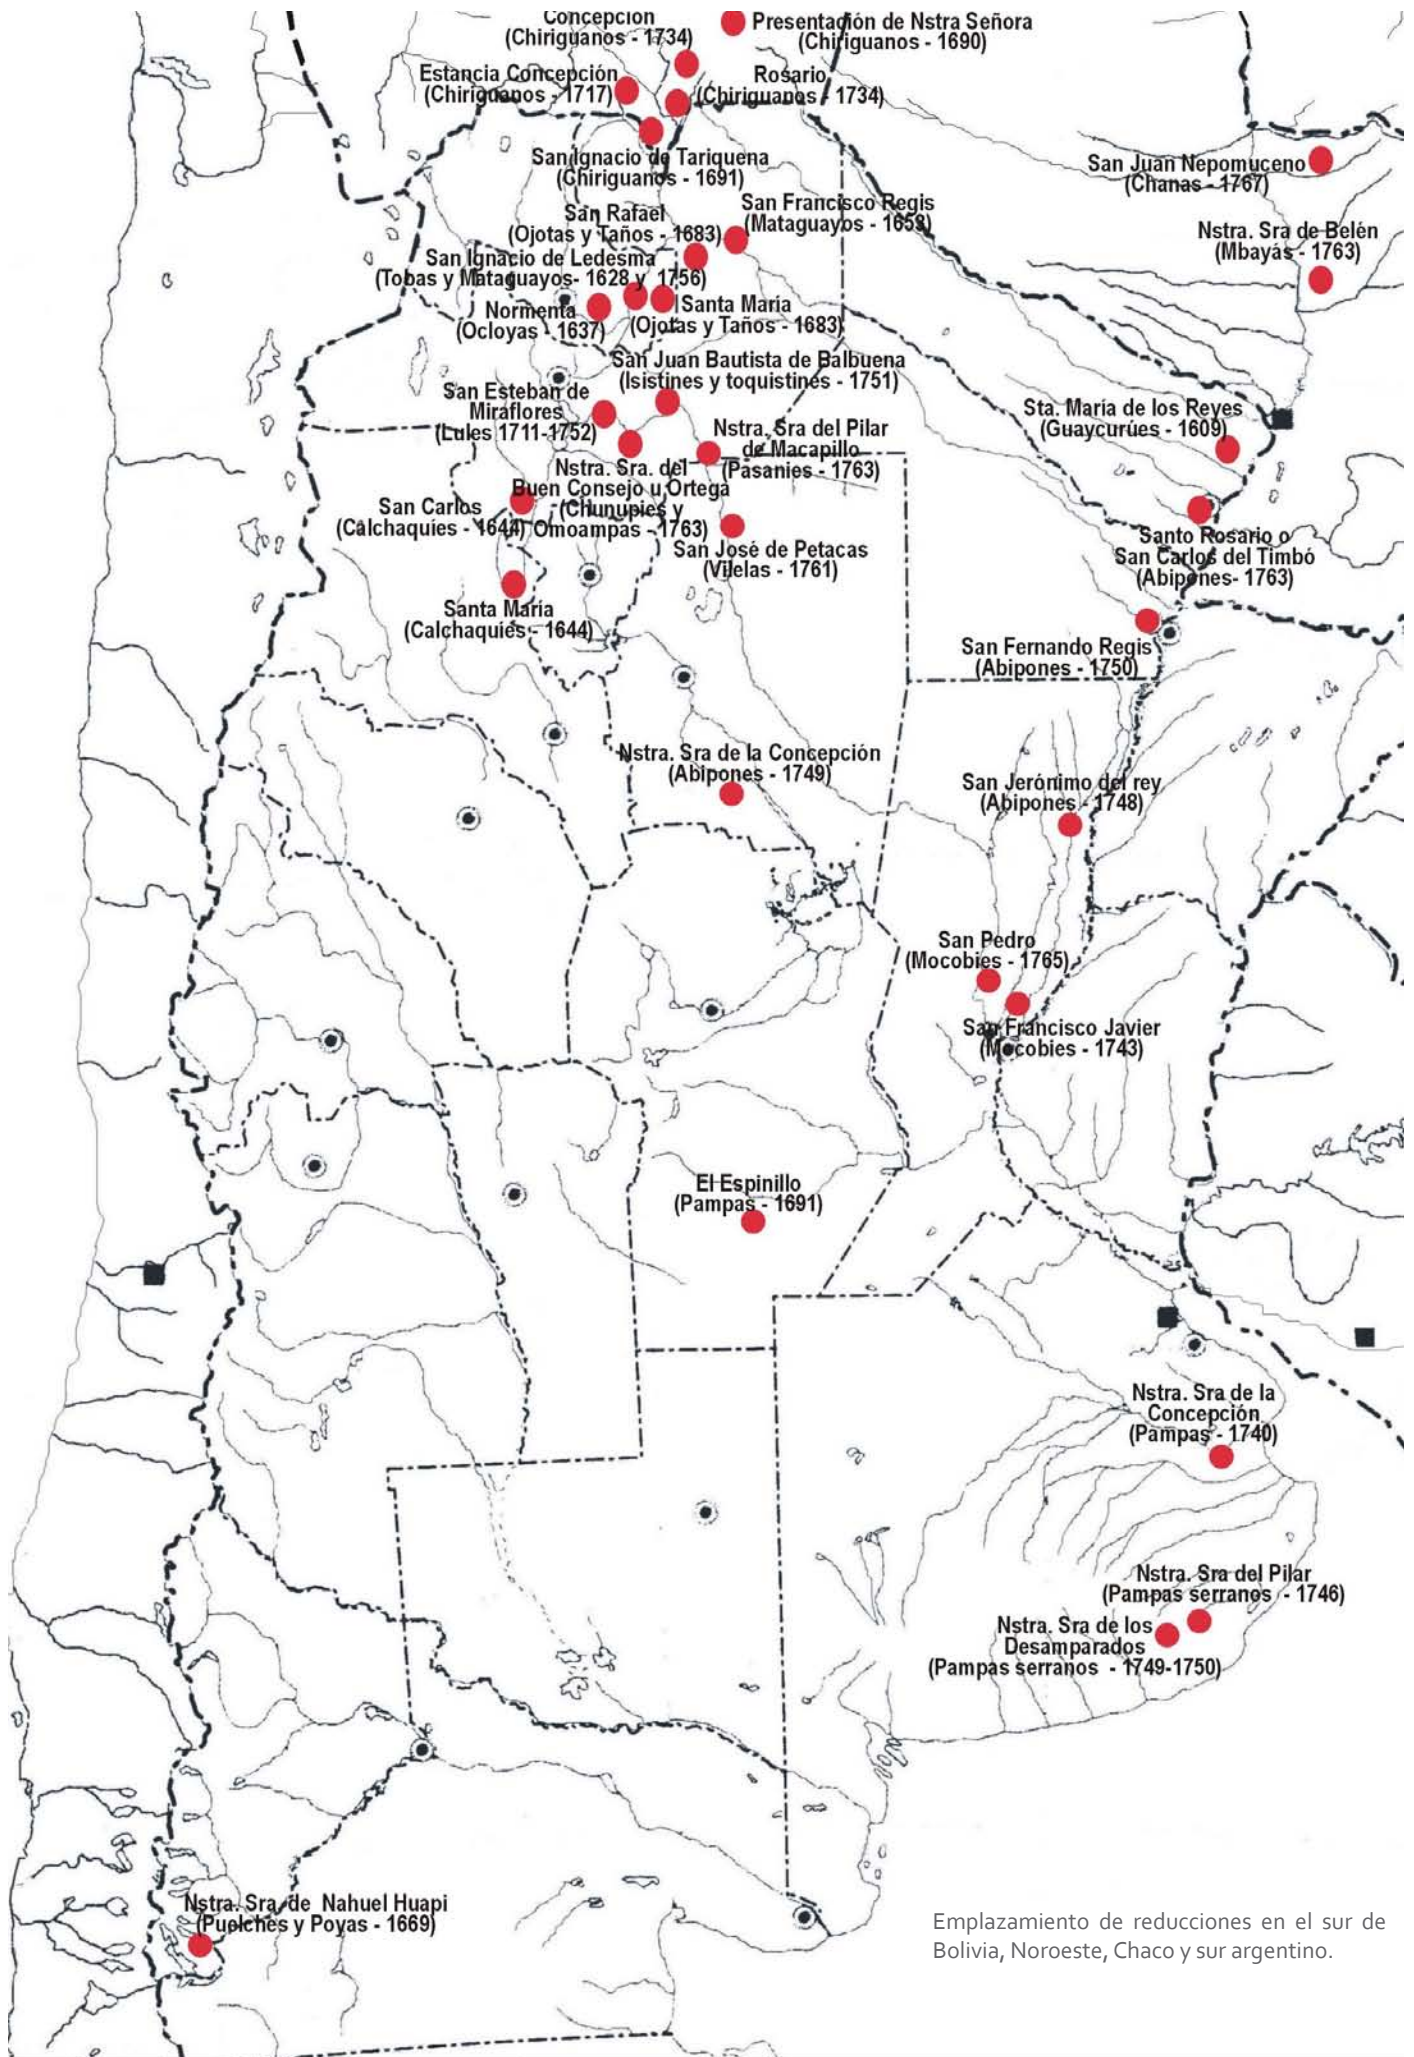 Concepción
(Chiriguanos - 1734)
Presentación de Nstra Señora
(Chiriguanos - 1690)
Estancia Concepción
(Chiriguanos - 1717)
Rosario
(Chiriguanos - 1734)
San Ignacio de Tariquena
(Chiriguanos - 1691)
San Juan Nepomuceno
(Chanas - 1767)
San Rafael
(Ojotas y Taños - 1683)
San Francisco Regis
(Mataguayos - 1653)
Nstra. Sra de Belén
(Mbayás - 1763)
San Ignacio de Ledesma
(Tobas y Mataguayos- 1628 y 1756)
Normenta
(Ocloyas - 1637)
Santa María
(Ojotas y Taños - 1683)
San Juan Bautista de Balbuena
(Isistines y toquistines - 1751)
San Esteban de
Miraflores
(Lules 1711-1752)
Sta. María de los Reyes
(Guaycurúes - 1609)
Nstra. Sra del Pilar
de Macapillo
(Pasanies - 1763)
Nstra. Sra. del
Buen Consejo u Ortega
(Chunupies y
Omoampas - 1763)
San Carlos
(Calchaquíes - 1644)
San José de Petacas
(Vilelas - 1761)
Santo Rosario o
San Carlos del Timbó
(Abipones- 1763)
Santa María
(Calchaquíes - 1644)
San Fernando Regis
(Abipones - 1750)
Nstra. Sra de la Concepción
(Abipones - 1749)
San Jerónimo del rey
(Abipones - 1748)
San Pedro
(Mocobies - 1765)
San Francisco Javier
(Mocobies - 1743)
El Espinillo
(Pampas - 1691)
Nstra. Sra de la
Concepción
(Pampas - 1740)
Nstra. Sra del Pilar
(Pampas serranos - 1746)
Nstra. Sra de los
Desamparados
(Pampas serranos - 1749-1750)
Nstra. Sra. de Nahuel Huapi
(Puelches y Poyas - 1669)
Emplazamiento de reducciones en el sur de
Bolivia, Noroeste, Chaco y sur argentino.